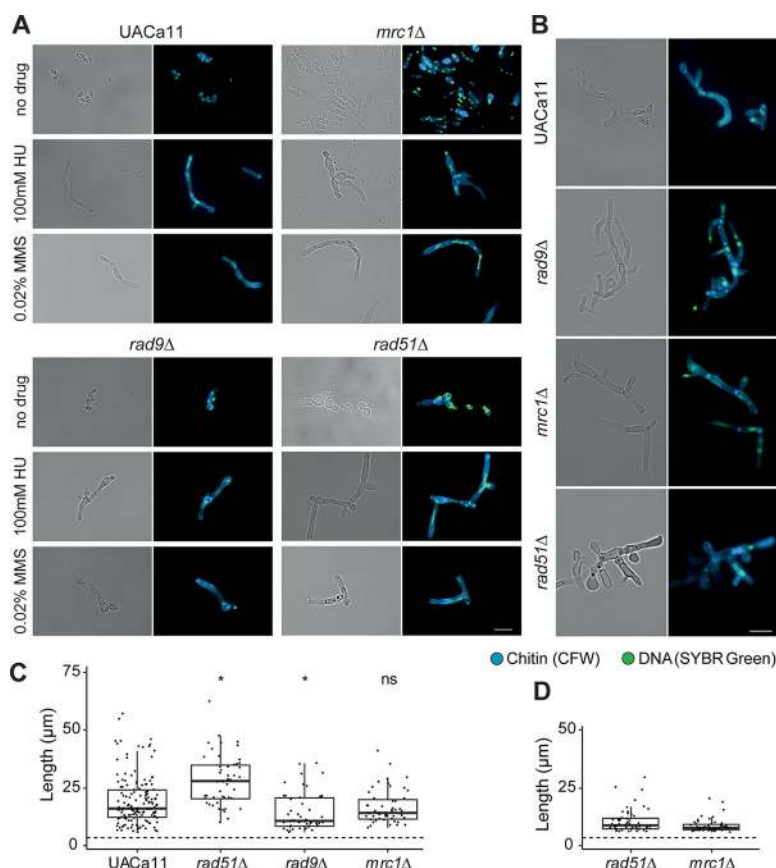 A
UACa11 mrc1Δ
no drug
100mM HU
0.02% MMS
rad9Δ rad51Δ
no drug
100mM HU
0.02% MMS
B
UACa11
rad9Δ
mrc1Δ
rad51Δ
Chitin (CFW) DNA (SYBR Green)
C
Length (µm)
75
50
25
0
* * ns
UACa11 rad51Δ rad9Δ mrc1Δ
D
Length (µm)
50
25
0
rad51Δ mrc1Δ